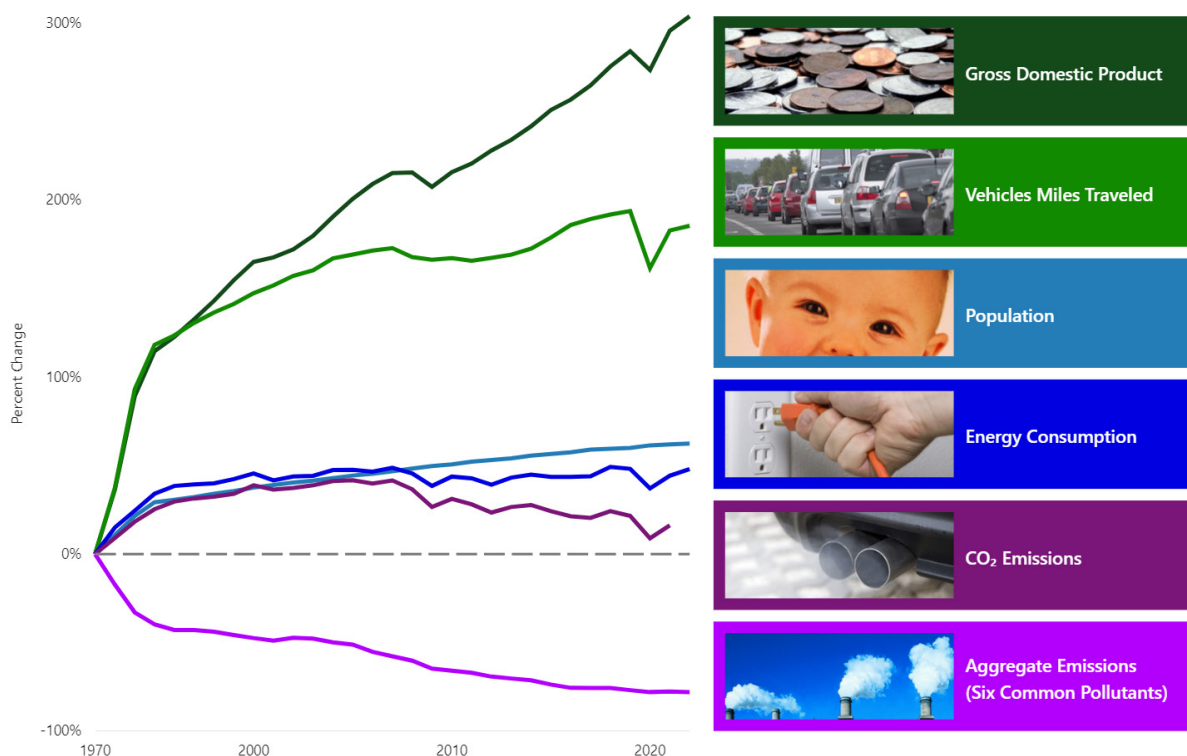 300%
200%
100%
0%
-100%
Percent Change
1970
2000
2010
2020
Gross Domestic Product
Vehicles Miles Traveled
Population
Energy Consumption
CO₂ Emissions
Aggregate Emissions
(Six Common Pollutants)